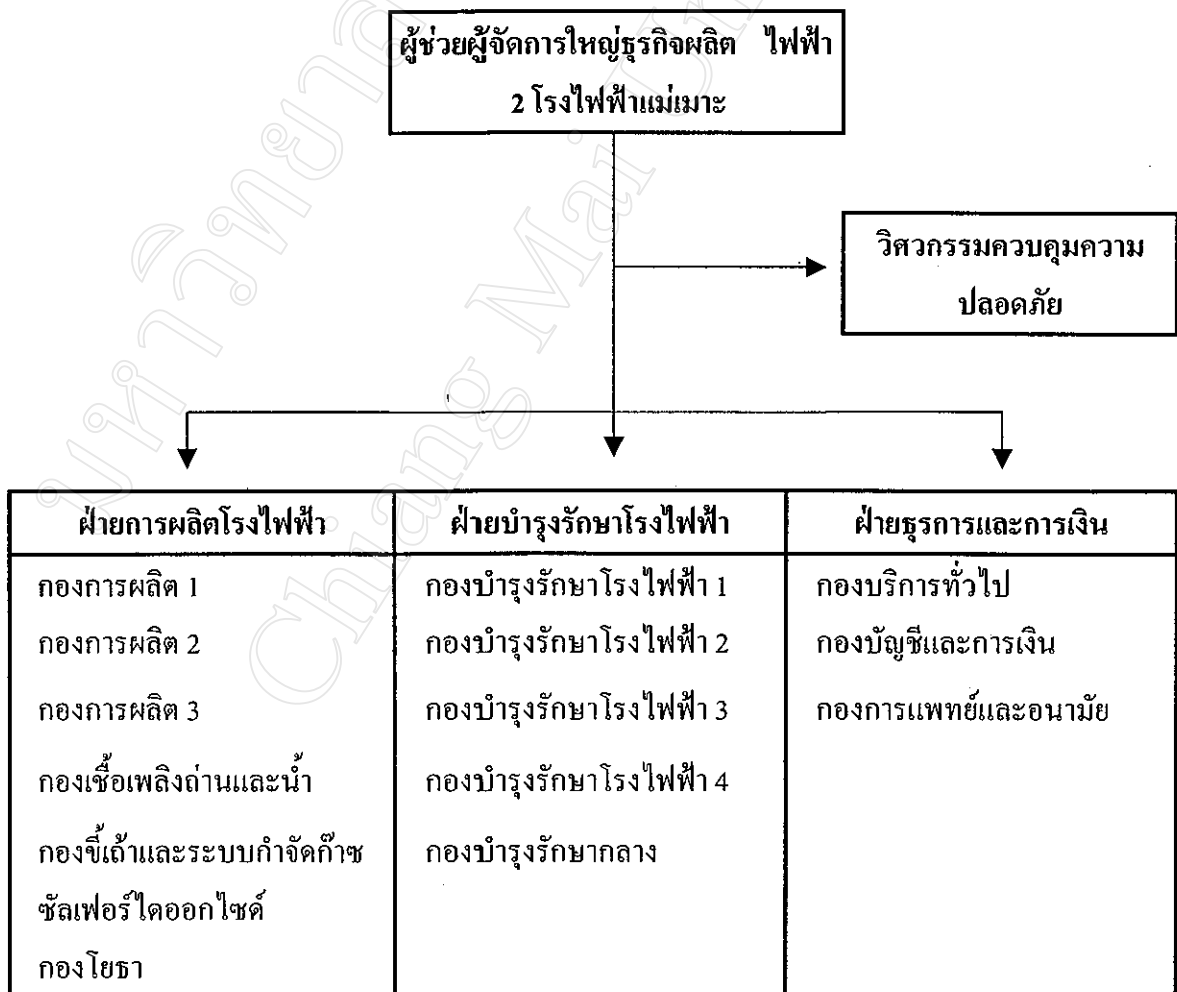 ผู้ช่วยผู้จัดการใหญ่ธุรกิจผลิต ไฟฟ้า
2 โรงไฟฟ้าแม่เมาะ
วิศวกรรมควบคุมความ
ปลอดภัย
ฝ่ายการผลิตโรงไฟฟ้า
กองการผลิต 1
กองการผลิต 2
กองการผลิต 3
กองเชื้อเพลิงถ่านและน้ำ
กองขี้เถ้าและระบบกำจัดก๊าซ
ซัลเฟอร์ไดออกไซด์
กองโยธา
ฝ่ายบำรุงรักษาโรงไฟฟ้า
กองบำรุงรักษาโรงไฟฟ้า 1
กองบำรุงรักษาโรงไฟฟ้า 2
กองบำรุงรักษาโรงไฟฟ้า 3
กองบำรุงรักษาโรงไฟฟ้า 4
กองบำรุงรักษากลาง
ฝ่ายธุรการและการเงิน
กองบริการทั่วไป
กองบัญชีและการเงิน
กองการแพทย์และอนามัย
Chiang Mai